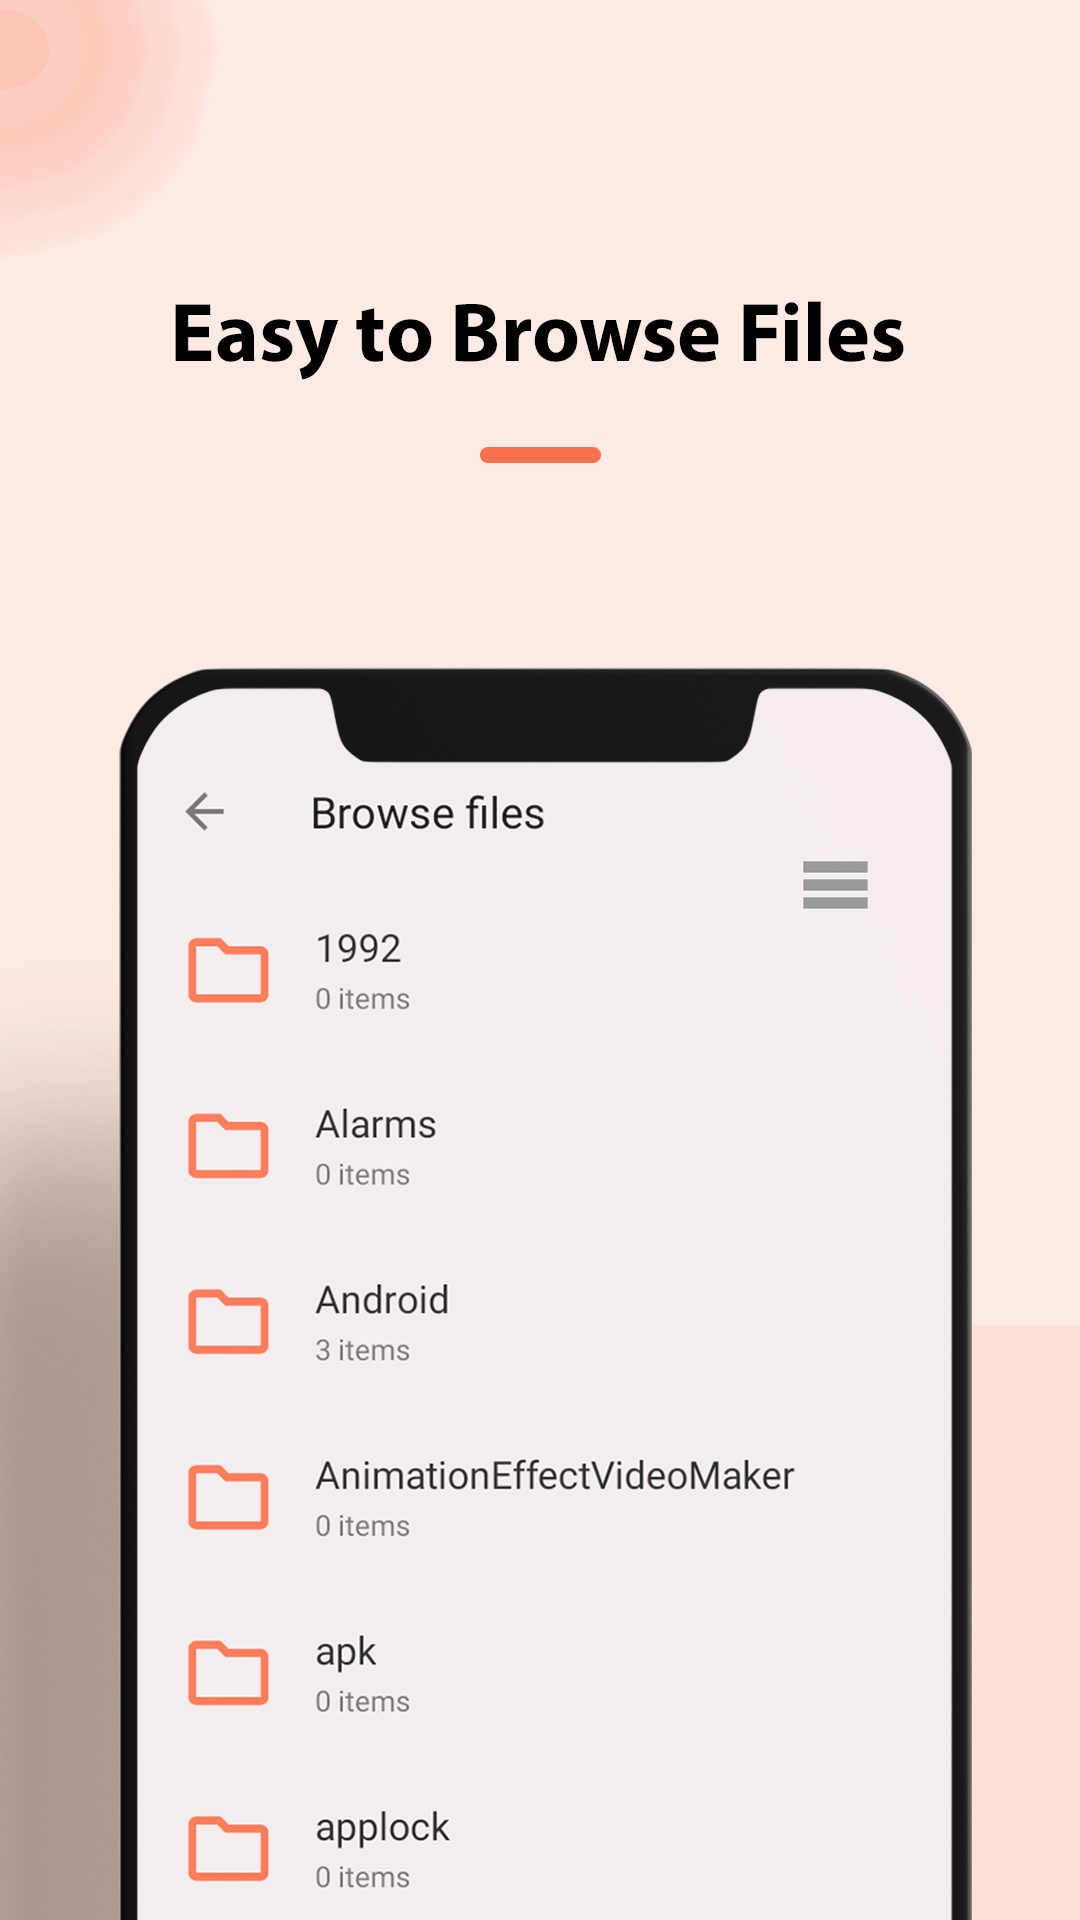 Easy to Browse Files
Browse files
1992
0 items
Alarms
0 items
Android
3 items
AnimationEffectVideoMaker
0 items
apk
0 items
applock
0 items